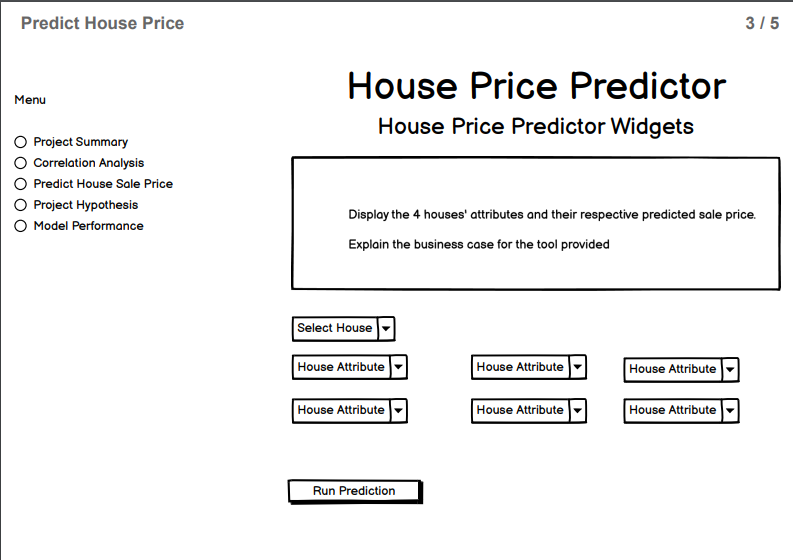 Predict House Price
3 / 5
House Price Predictor
House Price Predictor Widgets
Menu
Project Summary
Correlation Analysis
Predict House Sale Price
Project Hypothesis
Model Performance
Display the 4 houses' attributes and their respective predicted sale price.
Explain the business case for the tool provided
Select House
House Attribute
House Attribute
House Attribute
House Attribute
House Attribute
House Attribute
Run Prediction